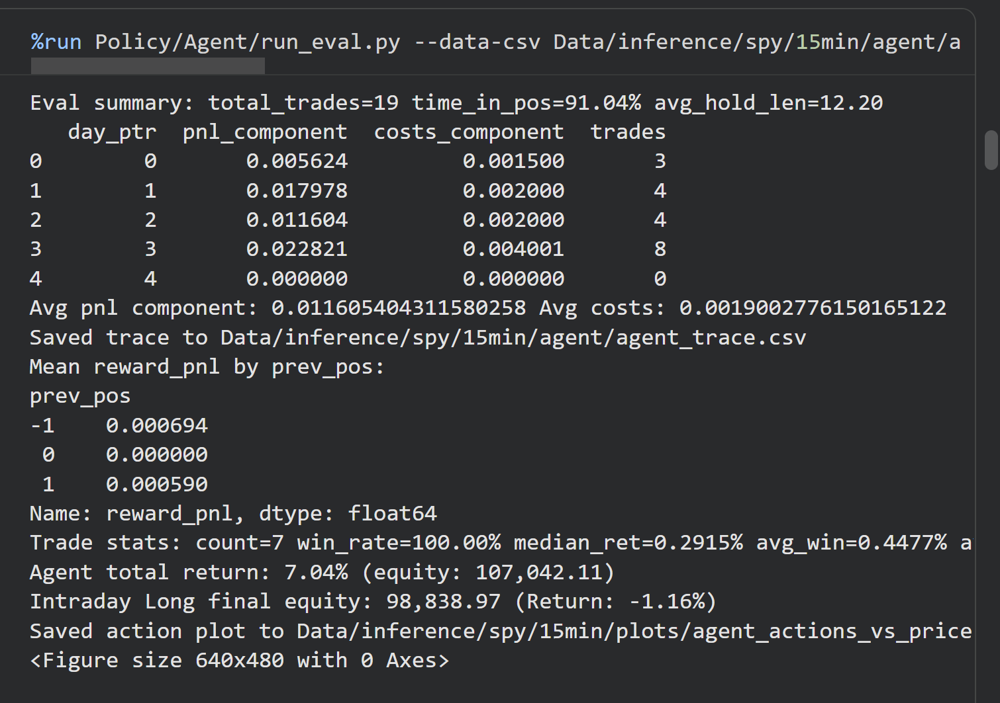 %run Policy/Agent/run_eval.py --data-csv Data/inference/spy/15min/agent/a
Eval summary: total_trades=19 time_in_pos=91.04% avg_hold_len=12.20
   day_ptr  pnl_component  costs_component  trades
0        0       0.005624         0.001500       3
1        1       0.017978         0.002000       4
2        2       0.011604         0.002000       4
3        3       0.022821         0.004001       8
4        4       0.000000         0.000000       0
Avg pnl component: 0.011605404311580258 Avg costs: 0.0019002776150165122
Saved trace to Data/inference/spy/15min/agent/agent_trace.csv
Mean reward_pnl by prev_pos:
prev_pos
-1    0.000694
 0    0.000000
 1    0.000590
Name: reward_pnl, dtype: float64
Trade stats: count=7 win_rate=100.00% median_ret=0.2915% avg_win=0.4477% a
Agent total return: 7.04% (equity: 107,042.11)
Intraday Long final equity: 98,838.97 (Return: -1.16%)
Saved action plot to Data/inference/spy/15min/plots/agent_actions_vs_price
<Figure size 640x480 with 0 Axes>